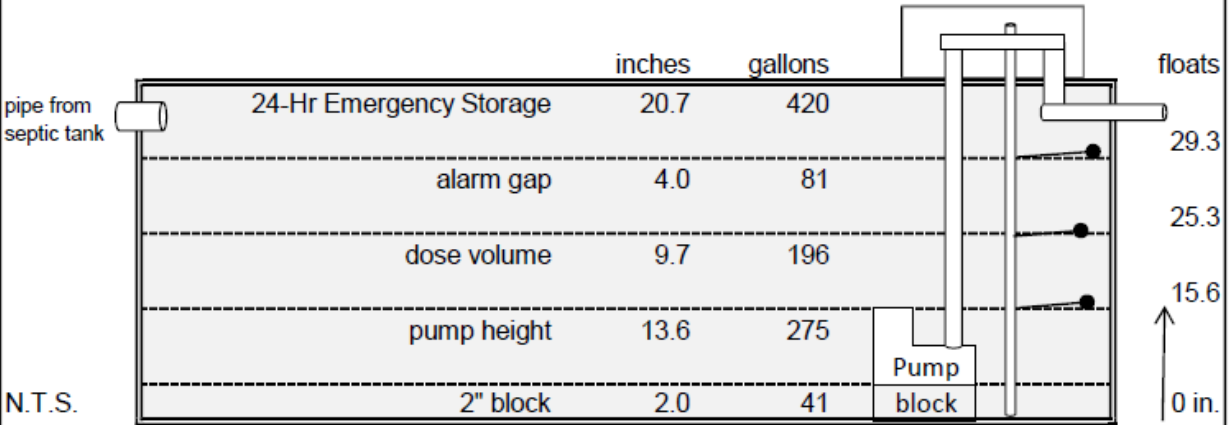 inches gallons floats
pipe from
septic tank
24-Hr Emergency Storage 20.7 420
29.3
alarm gap 4.0 81
25.3
dose volume 9.7 196
15.6
pump height 13.6 275
Pump
N.T.S. 2" block 2.0 41 block 0 in.